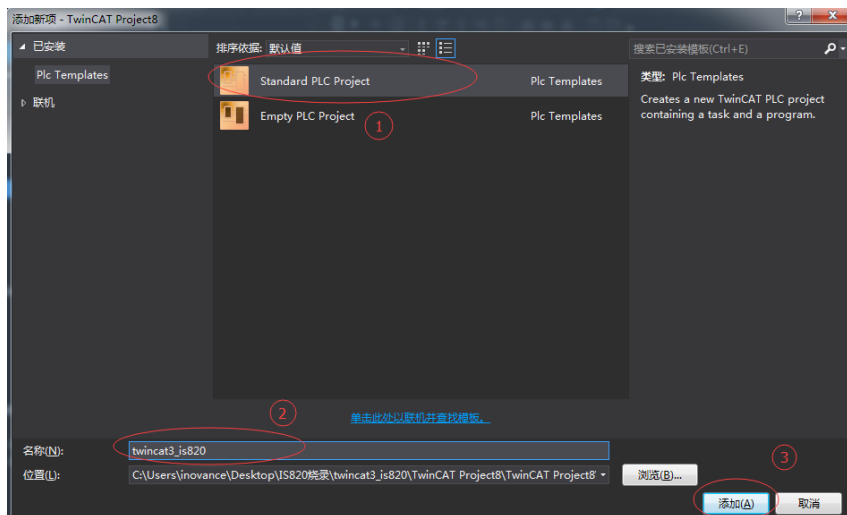 添加新项 - TwinCAT Project8
已安装
排序依据: 默认值
搜索已安装模板(Ctrl+E)
Plc Templates
联机
Standard PLC Project Plc Templates
Empty PLC Project Plc Templates
①
类型: Plc Templates
Creates a new TwinCAT PLC project
containing a task and a program.
②
单击此处以联机并查找模板。
名称(N): twincat3_is820
位置(L): C:\Users\inovance\Desktop\IS820烧录\twincat3_is820\TwinCAT Project8\TwinCAT Project8\
浏览(B)...
③
添加(A) 取消